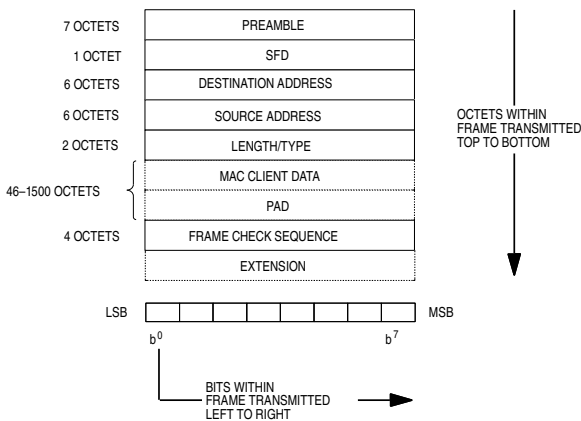 7 OCTETS PREAMBLE
1 OCTET SFD
6 OCTETS DESTINATION ADDRESS
6 OCTETS SOURCE ADDRESS
2 OCTETS LENGTH/TYPE
46–1500 OCTETS
MAC CLIENT DATA
PAD
4 OCTETS FRAME CHECK SEQUENCE
EXTENSION
OCTETS WITHIN
FRAME TRANSMITTED
TOP TO BOTTOM
LSB MSB
b0 b7
BITS WITHIN
FRAME TRANSMITTED
LEFT TO RIGHT